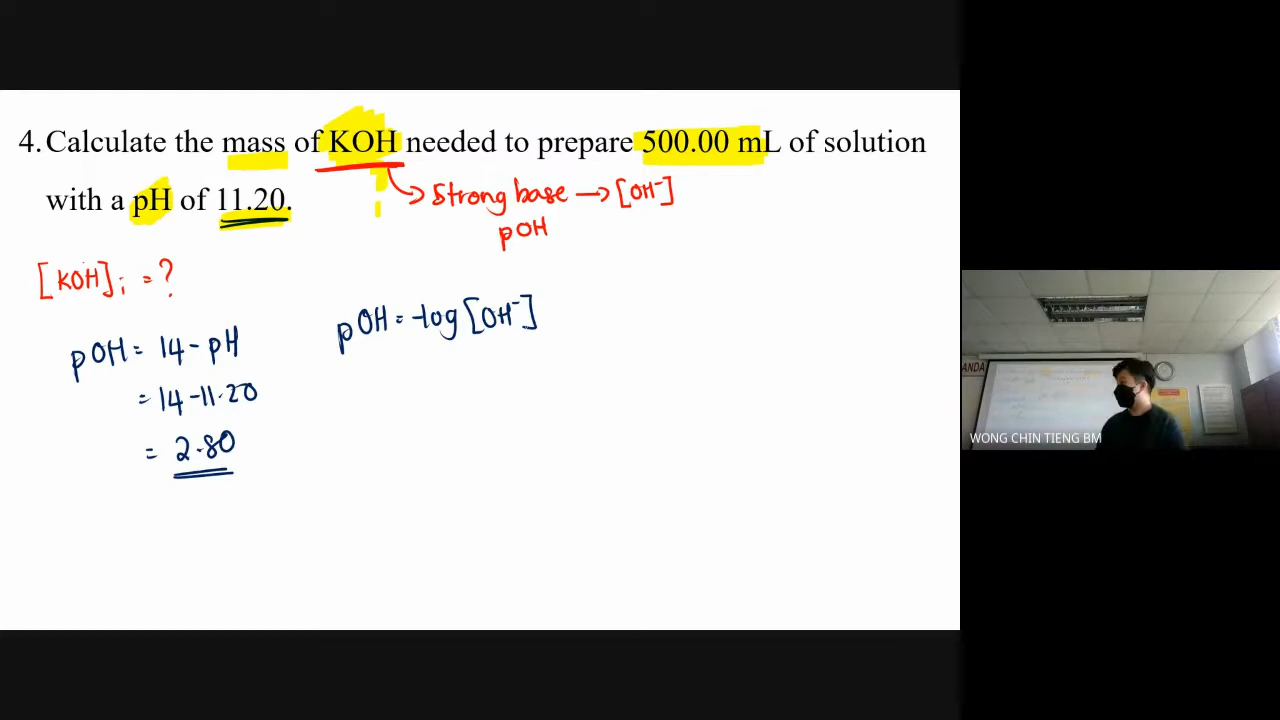 4. Calculate the mass of KOH needed to prepare 500.00 mL of solution
with a pH of 11.20.
Strong base → [OH⁻]
pOH
[KOH]ᵢ = ?
pOH = -log [OH⁻]
pOH = 14 - pH
= 14 - 11.20
= 2.80
ANDA
WONG CHIN TIENG BM